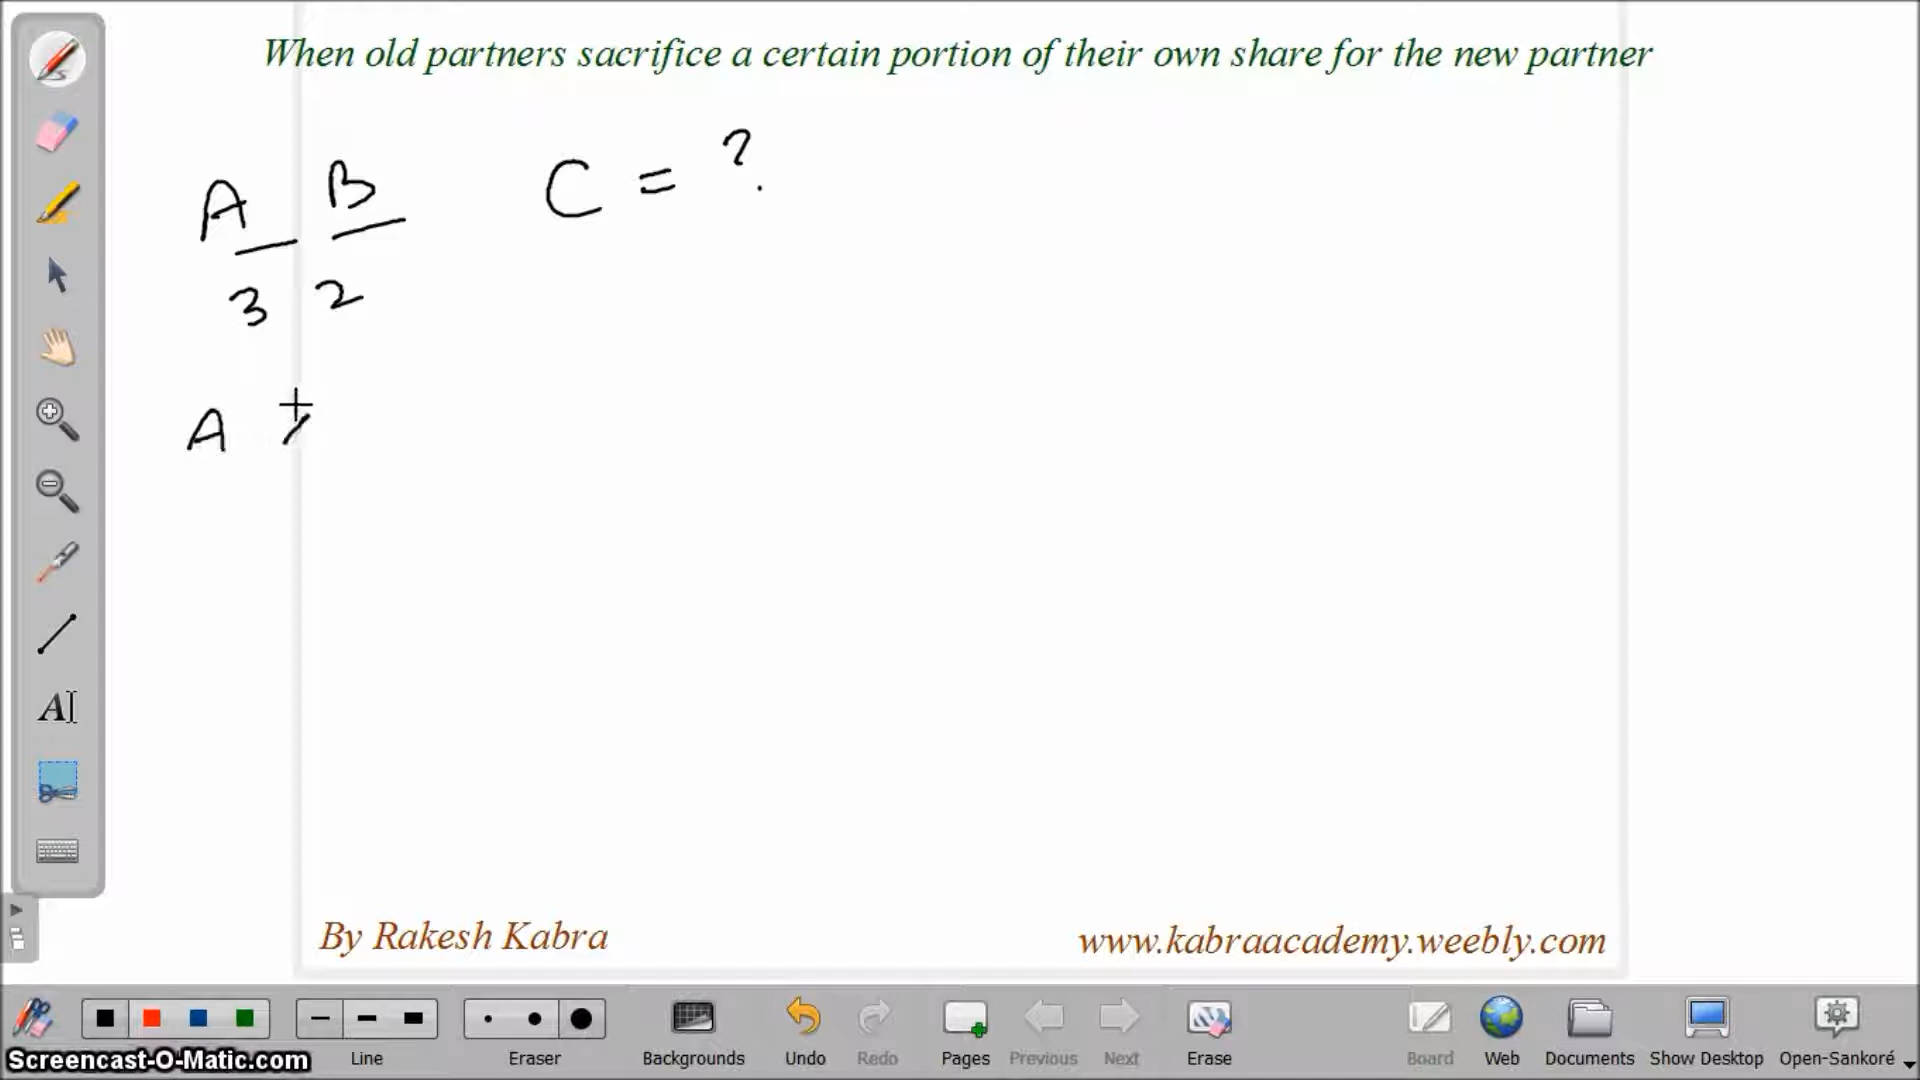 When old partners sacrifice a certain portion of their own share for the new partner
A B C = ?
3 2
A
By Rakesh Kabra
www.kabraacademy.weebly.com
A
Line
Eraser
Backgrounds
Undo
Redo
Pages
Previous
Next
Erase
Board
Web
Documents
Show Desktop
Open-Sankoré
Screencast-O-Matic.com